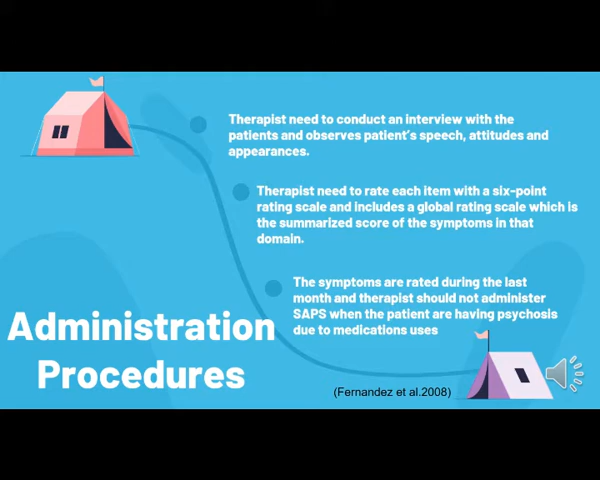 Therapist need to conduct an interview with the
patients and observes patient's speech, attitudes and
appearances.
Therapist need to rate each item with a six-point
rating scale and includes a global rating scale which is
the summarized score of the symptoms in that
domain.
The symptoms are rated during the last
month and therapist should not administer
SAPS when the patient are having psychosis
due to medications uses
Administration
Procedures
(Fernandez et al.2008)